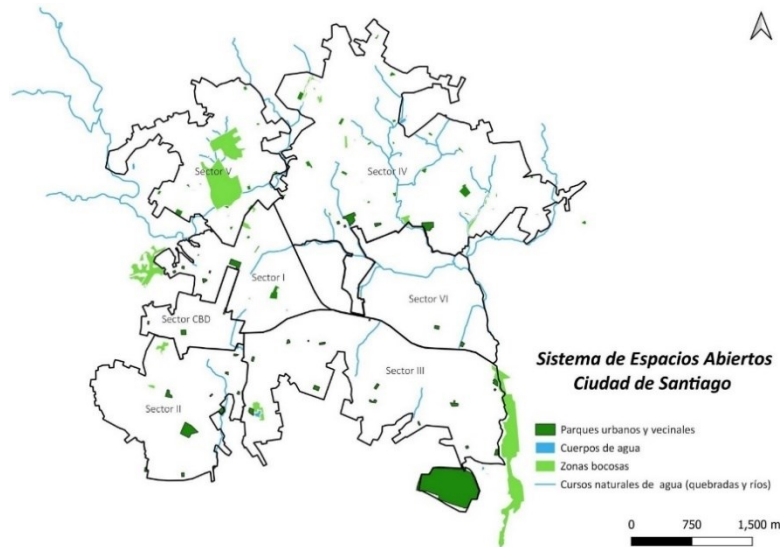 Sector V
Sector IV
Sector I
Sector VI
Sector CBD
Sector III
Sector II
Sistema de Espacios Abiertos
Ciudad de Santiago
Parques urbanos y vecinales
Cuerpos de agua
Zonas bocosas
Cursos naturales de agua (quebradas y ríos)
0 750 1,500 m